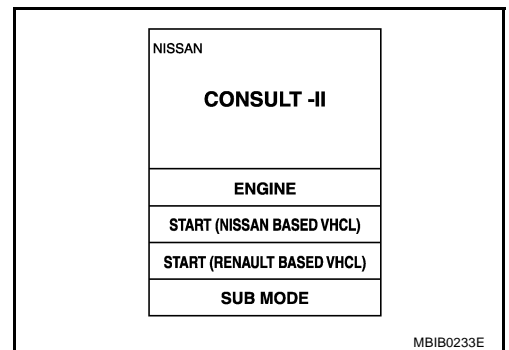 NISSAN
CONSULT -II
ENGINE
START (NISSAN BASED VHCL)
START (RENAULT BASED VHCL)
SUB MODE
MBIB0233E